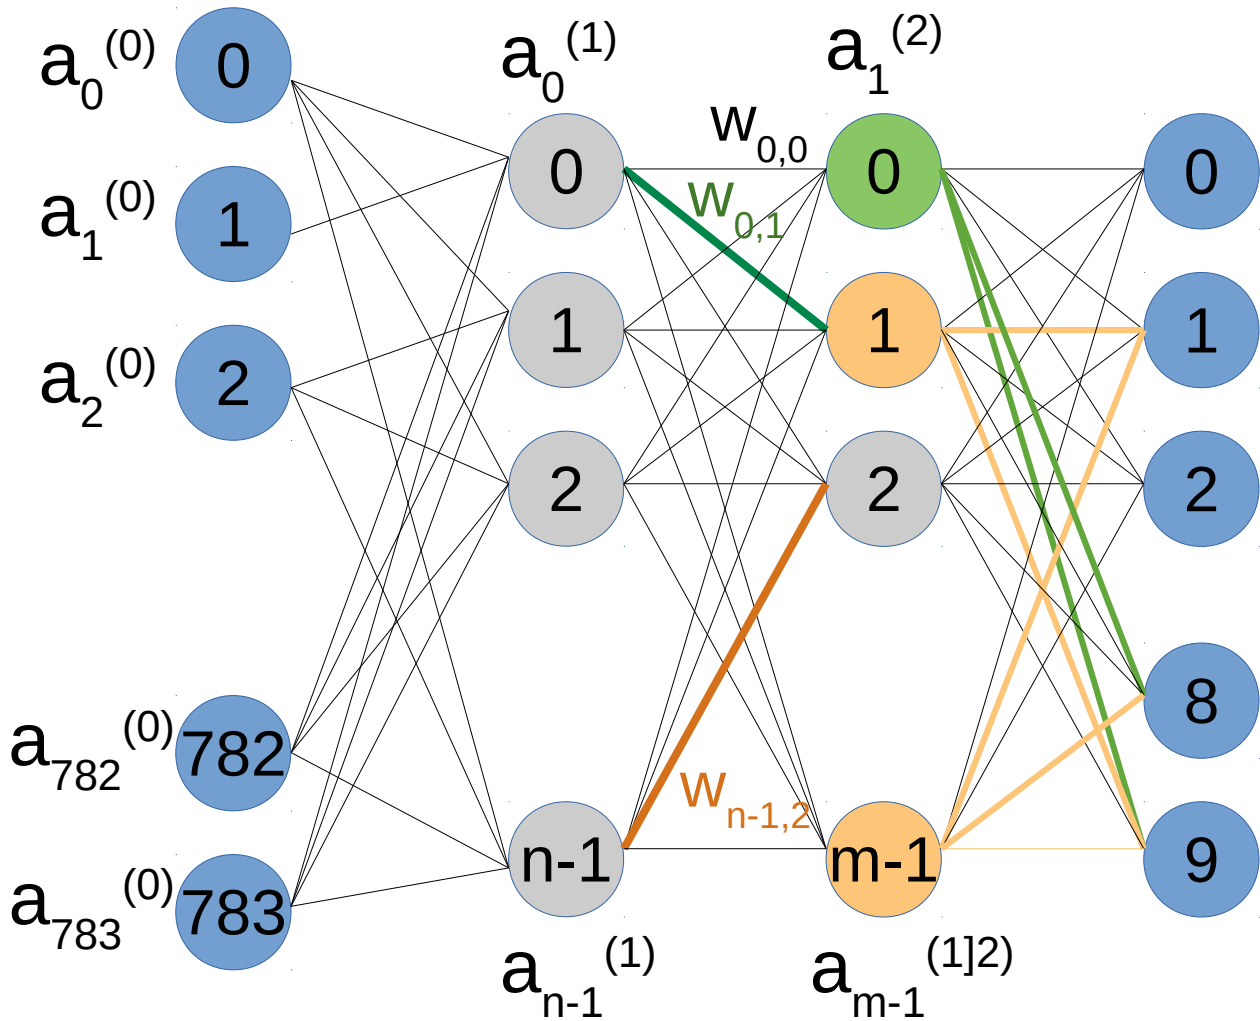 a0(0) 0
a1(0) 1
a2(0) 2
a782(0) 782
a783(0) 783
a0(1)
0
1
2
n-1
an-1(1)
w0,0
w0,1
wn-1,2
a1(2)
0
1
2
m-1
am-1(1]2)
0
1
2
8
9